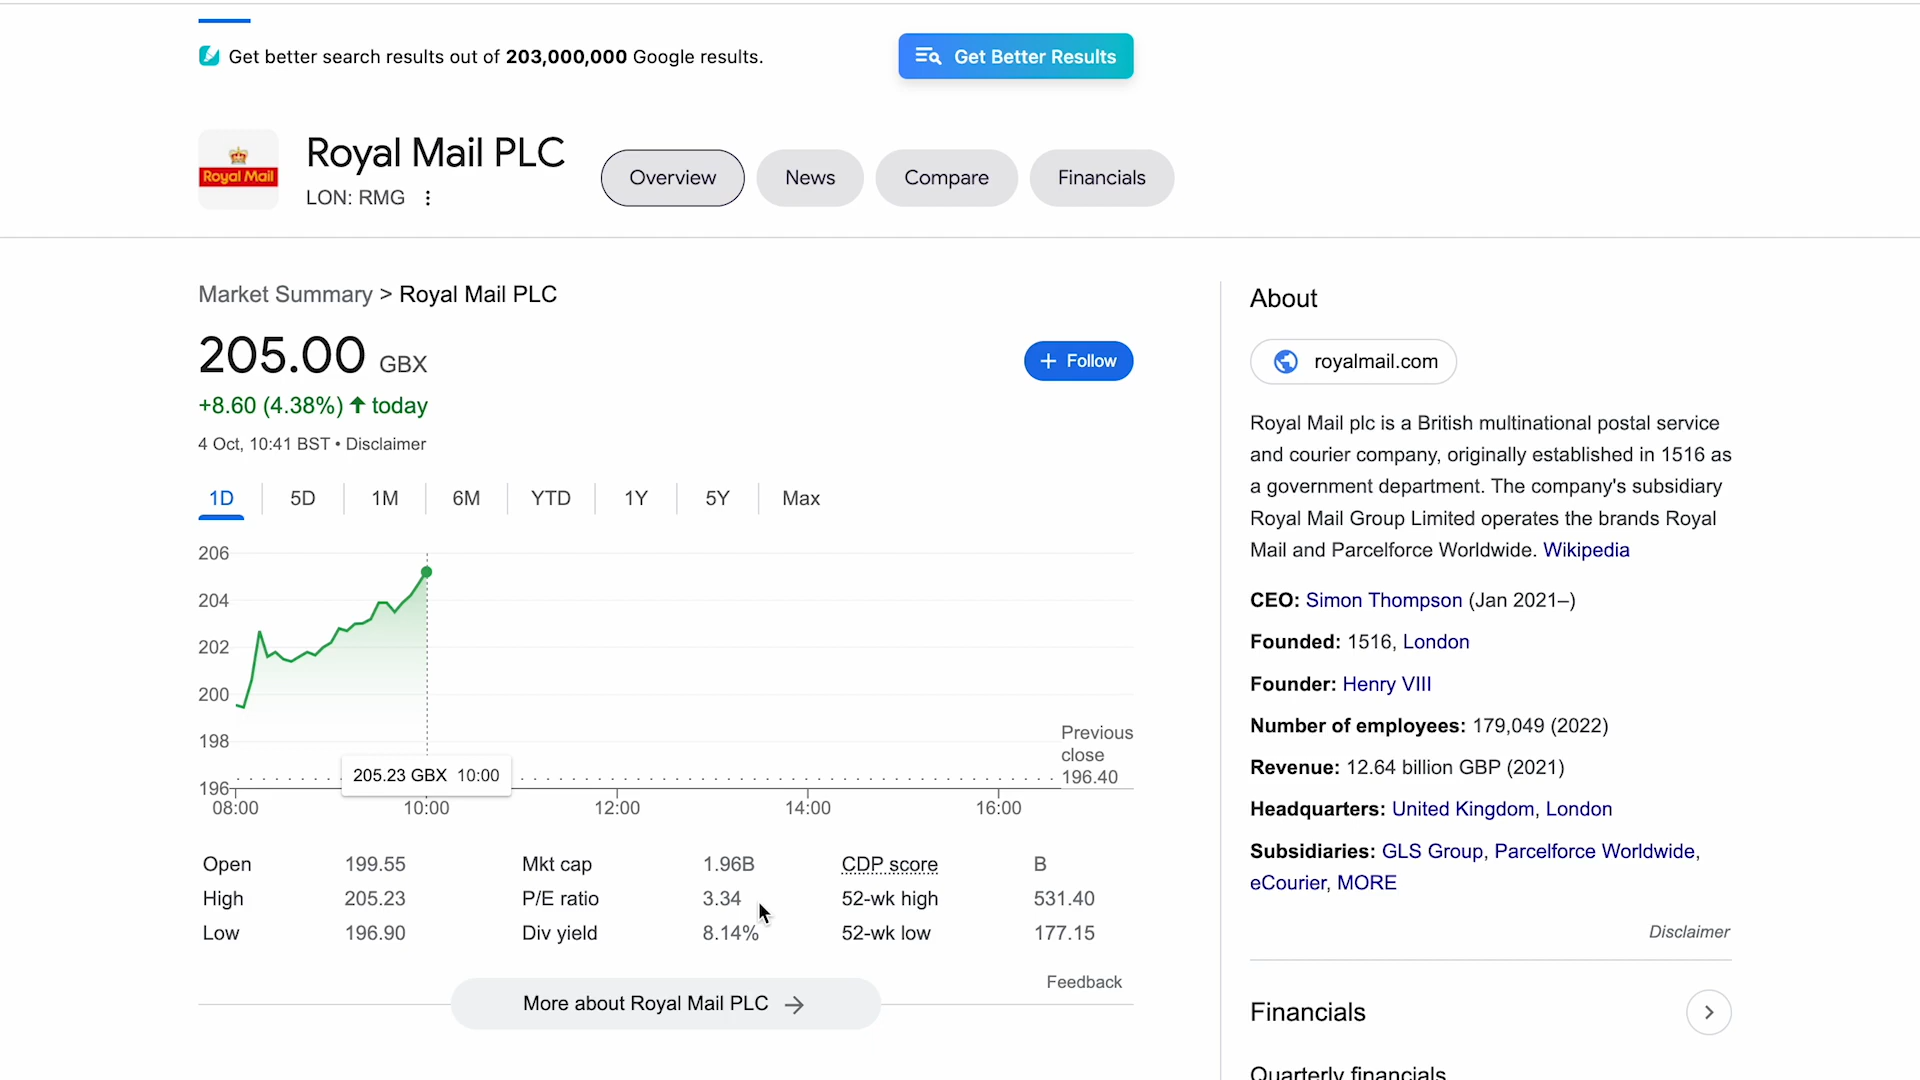 Get better search results out of 203,000,000 Google results.
Get Better Results
Royal Mail
Royal Mail PLC
LON: RMG
Overview
News
Compare
Financials
Market Summary > Royal Mail PLC
205.00 GBX
+8.60 (4.38%) today
4 Oct, 10:41 BST • Disclaimer
+ Follow
1D
5D
1M
6M
YTD
1Y
5Y
Max
206
204
202
200
198
196
Previous
close
196.40
205.23 GBX 10:00
08:00
10:00
12:00
14:00
16:00
Open 199.55 Mkt cap 1.96B CDP score B
High 205.23 P/E ratio 3.34 52-wk high 531.40
Low 196.90 Div yield 8.14% 52-wk low 177.15
Feedback
More about Royal Mail PLC
About
royalmail.com
Royal Mail plc is a British multinational postal service
and courier company, originally established in 1516 as
a government department. The company's subsidiary
Royal Mail Group Limited operates the brands Royal
Mail and Parcelforce Worldwide. Wikipedia
CEO: Simon Thompson (Jan 2021–)
Founded: 1516, London
Founder: Henry VIII
Number of employees: 179,049 (2022)
Revenue: 12.64 billion GBP (2021)
Headquarters: United Kingdom, London
Subsidiaries: GLS Group, Parcelforce Worldwide,
eCourier, MORE
Disclaimer
Financials
Quarterly financials